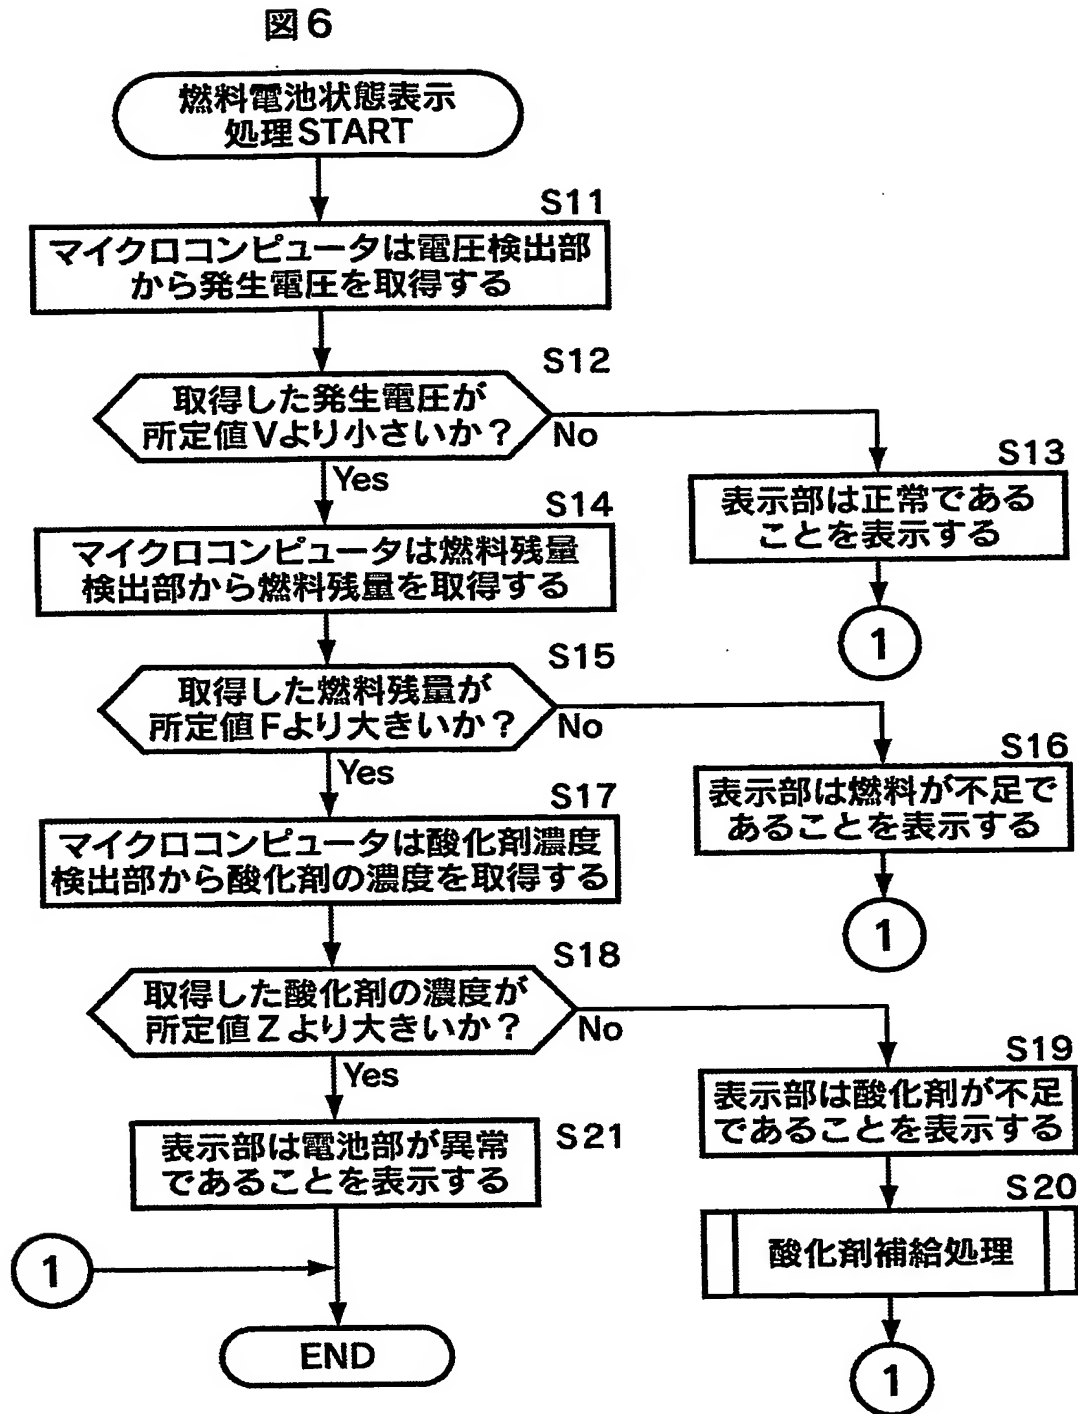 図6
燃料電池状態表示
処理START
S11
マイクロコンピュータは電圧検出部
から発生電圧を取得する
S12
取得した発生電圧が
所定値Vより小さいか？
No
Yes
S13
表示部は正常である
ことを表示する
1
S14
マイクロコンピュータは燃料残量
検出部から燃料残量を取得する
S15
取得した燃料残量が
所定値Fより大きいか？
No
Yes
S16
表示部は燃料が不足で
あることを表示する
1
S17
マイクロコンピュータは酸化剤濃度
検出部から酸化剤の濃度を取得する
S18
取得した酸化剤の濃度が
所定値Zより大きいか？
No
Yes
S19
表示部は酸化剤が不足
であることを表示する
S20
酸化剤補給処理
1
S21
表示部は電池部が異常
であることを表示する
1
END